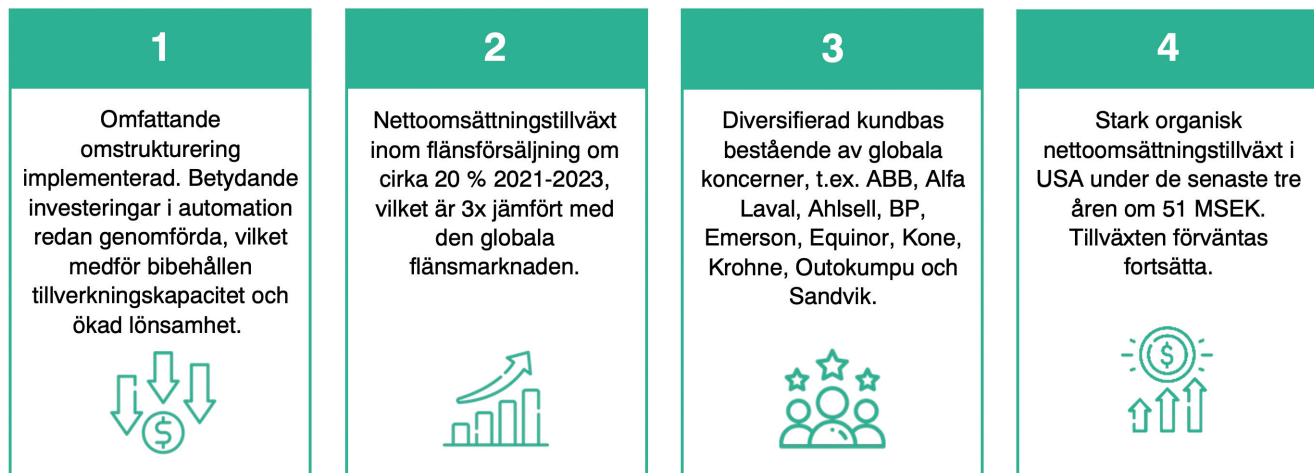 1
Omfattande
omstrukturering
implementerad. Betydande
investeringar i automation
redan genomförda, vilket
medför bibehållen
tillverkningskapacitet och
ökad lönsamhet.
$
2
Nettoomsättningstillväxt
inom flänsförsäljning om
cirka 20 % 2021-2023,
vilket är 3x jämfört med
den globala
flänsmarknaden.
3
Diversifierad kundbas
bestående av globala
koncerner, t.ex. ABB, Alfa
Laval, Ahlsell, BP,
Emerson, Equinor, Kone,
Krohne, Outokumpu och
Sandvik.
4
Stark organisk
nettoomsättningstillväxt i
USA under de senaste tre
åren om 51 MSEK.
Tillväxten förväntas
fortsätta.
$